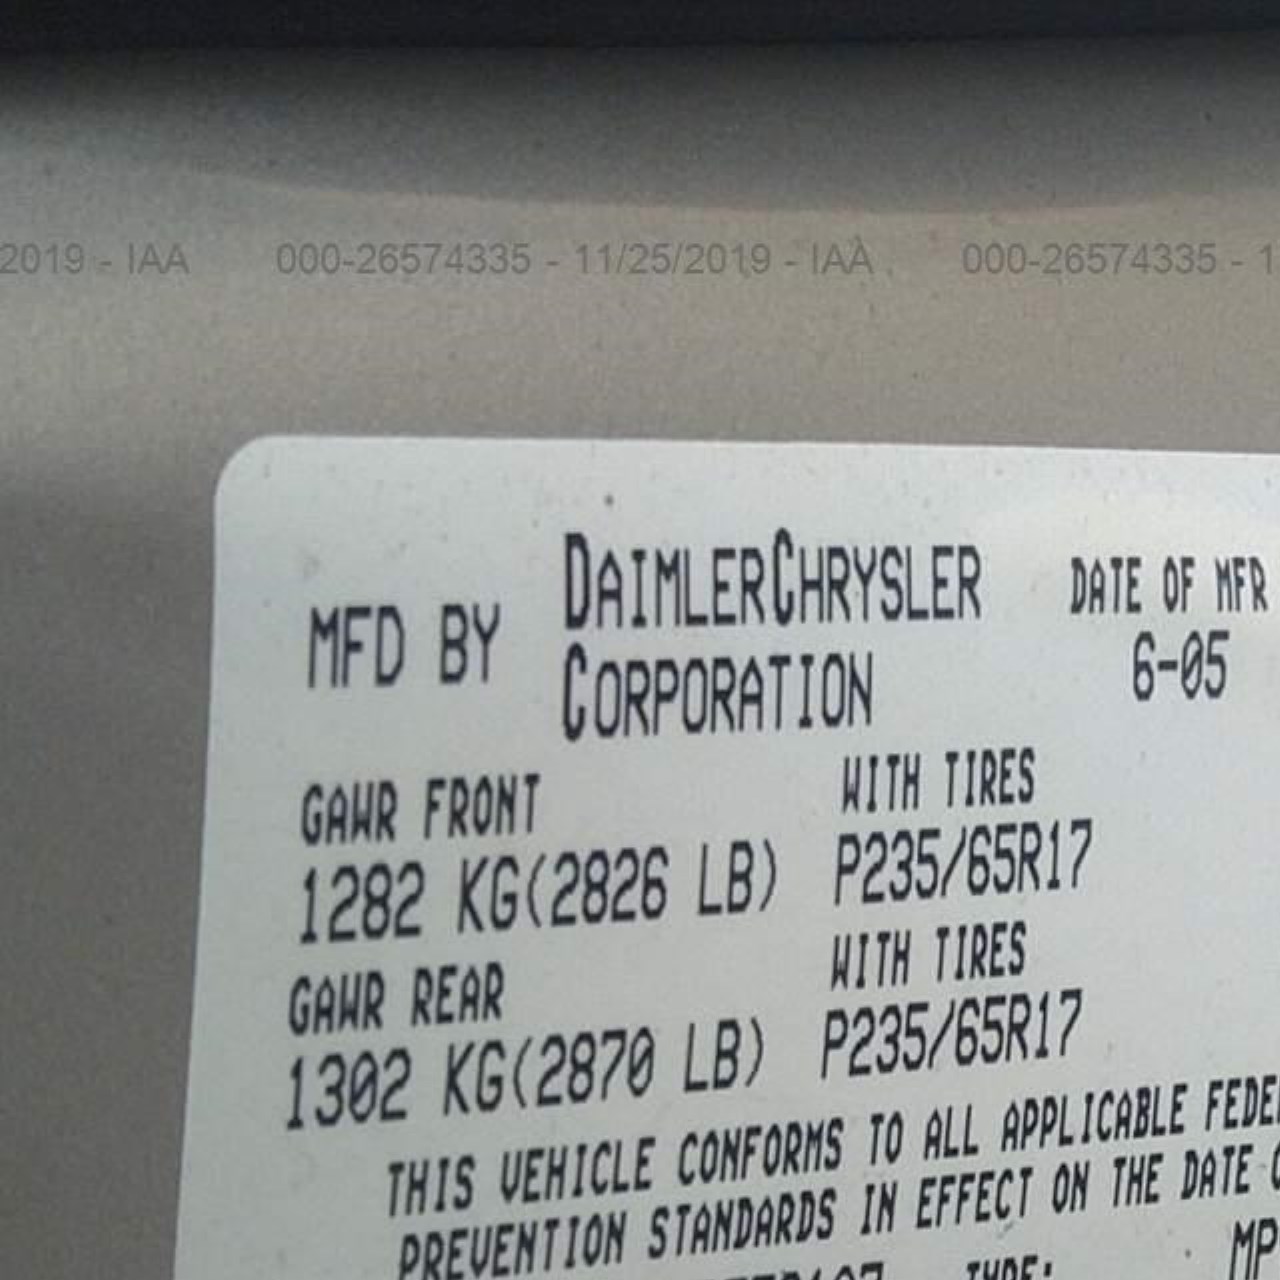 2019 - IAA 000-26574335 - 11/25/2019 - IAA 000-26574335 - 1
MFD BY DAIMLERCHRYSLER CORPORATION
DATE OF MFR
6-05
GAWR FRONT WITH TIRES
1282 KG(2826 LB) P235/65R17
GAWR REAR WITH TIRES
1302 KG(2870 LB) P235/65R17
THIS VEHICLE CONFORMS TO ALL APPLICABLE FEDE
PREVENTION STANDARDS IN EFFECT ON THE DATE
TYPE: MP